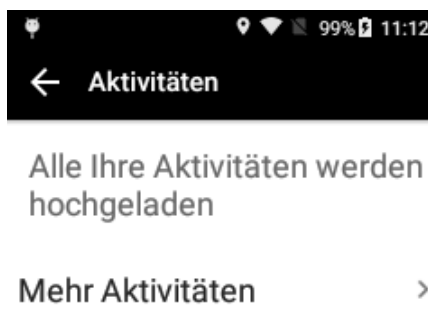 99% 11:12
Aktivitäten
Alle Ihre Aktivitäten werden
hochgeladen
Mehr Aktivitäten